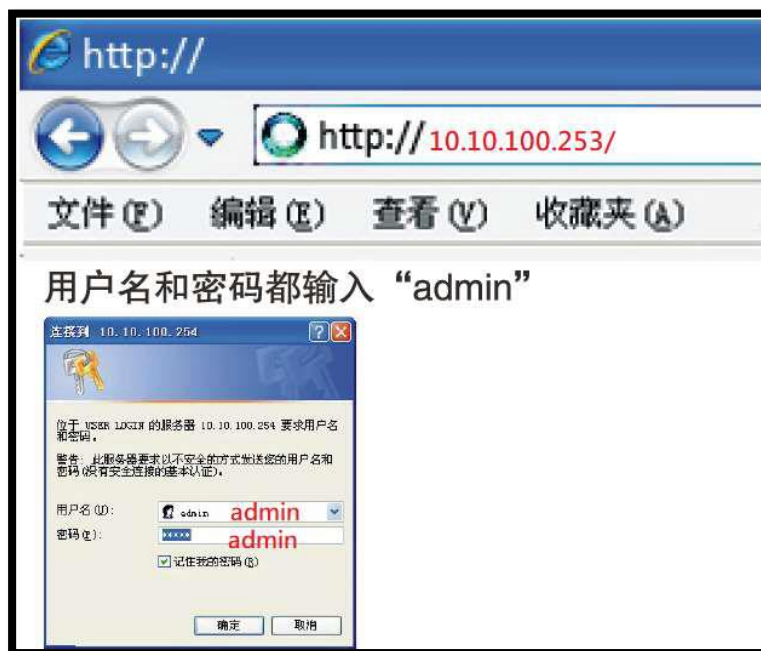 http://
http://10.10.100.253/
文件(F) 编辑(E) 查看(V) 收藏夹(A)
用户名和密码都输入“admin”
连接到 10.10.100.254
位于 USER LOGIN 的服务器 10.10.100.254 要求用户名
和密码。
警告: 此服务器要求以不安全的方式发送您的用户名和
密码(没有安全连接的基本认证)。
用户名(U): admin admin
密码(P): ***** admin
记住我的密码(R)
确定 取消